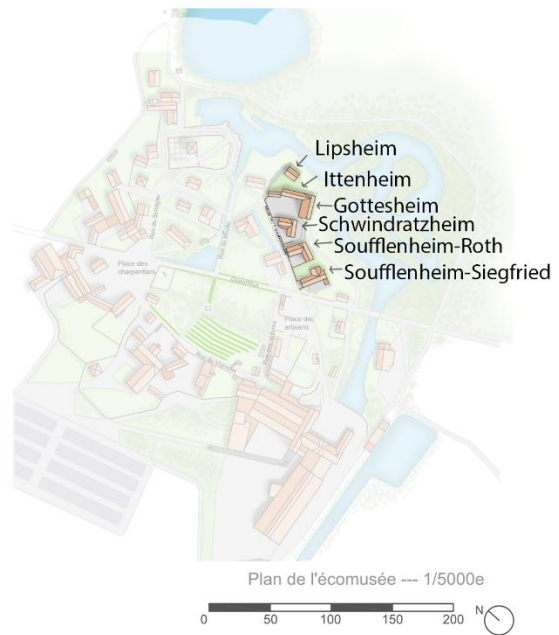 Lipsheim
Ittenheim
Gottesheim
Schwindratzheim
Soufflenheim-Roth
Soufflenheim-Siegfried
Place des
charpentiers
Place des
artisans
Plan de l'écomusée --- 1/5000e
0 50 100 150 200
N